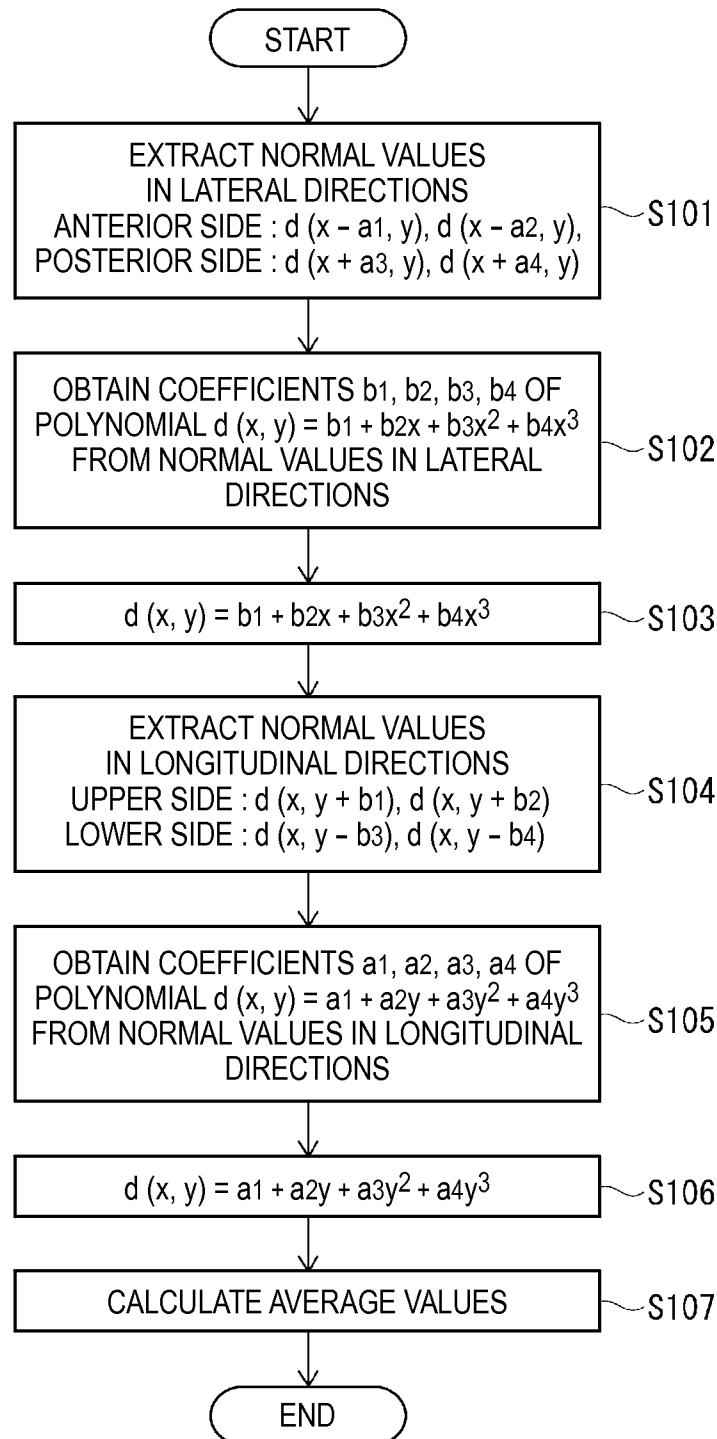 START
EXTRACT NORMAL VALUES
IN LATERAL DIRECTIONS
ANTERIOR SIDE : d (x – a1, y), d (x – a2, y),
POSTERIOR SIDE : d (x + a3, y), d (x + a4, y)
S101
OBTAIN COEFFICIENTS b1, b2, b3, b4 OF
POLYNOMIAL d (x, y) = b1 + b2x + b3x² + b4x³
FROM NORMAL VALUES IN LATERAL
DIRECTIONS
S102
d (x, y) = b1 + b2x + b3x² + b4x³
S103
EXTRACT NORMAL VALUES
IN LONGITUDINAL DIRECTIONS
UPPER SIDE : d (x, y + b1), d (x, y + b2)
LOWER SIDE : d (x, y – b3), d (x, y – b4)
S104
OBTAIN COEFFICIENTS a1, a2, a3, a4 OF
POLYNOMIAL d (x, y) = a1 + a2y + a3y² + a4y³
FROM NORMAL VALUES IN LONGITUDINAL
DIRECTIONS
S105
d (x, y) = a1 + a2y + a3y² + a4y³
S106
CALCULATE AVERAGE VALUES
S107
END